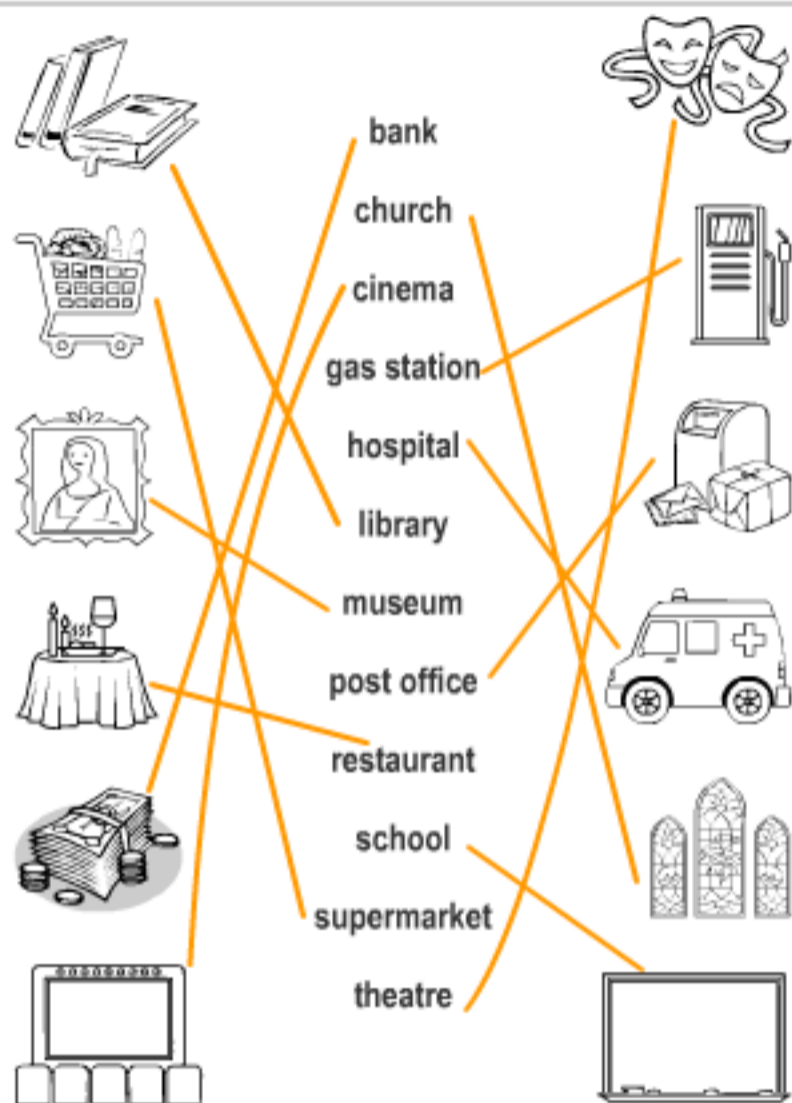 bank
church
cinema
gas station
hospital
library
museum
post office
restaurant
school
supermarket
theatre